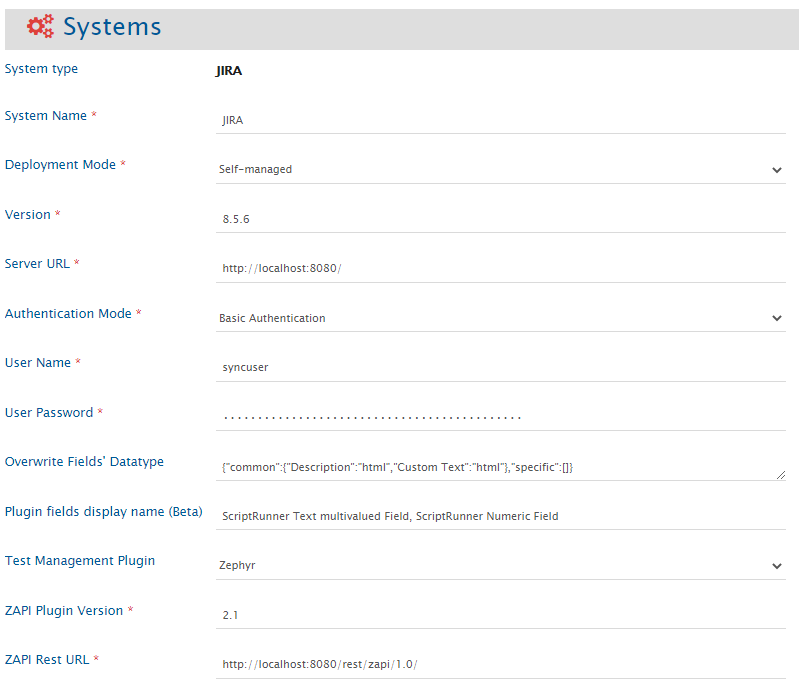 Systems
System type JIRA
System Name * JIRA
Deployment Mode * Self-managed
Version * 8.5.6
Server URL * http://localhost:8080/
Authentication Mode * Basic Authentication
User Name * syncuser
User Password * ............................................
Overwrite Fields' Datatype {"common":{"Description":"html","Custom Text":"html"},"specific":[]}
Plugin fields display name (Beta) ScriptRunner Text multivalued Field, ScriptRunner Numeric Field
Test Management Plugin Zephyr
ZAPI Plugin Version * 2.1
ZAPI Rest URL * http://localhost:8080/rest/zapi/1.0/